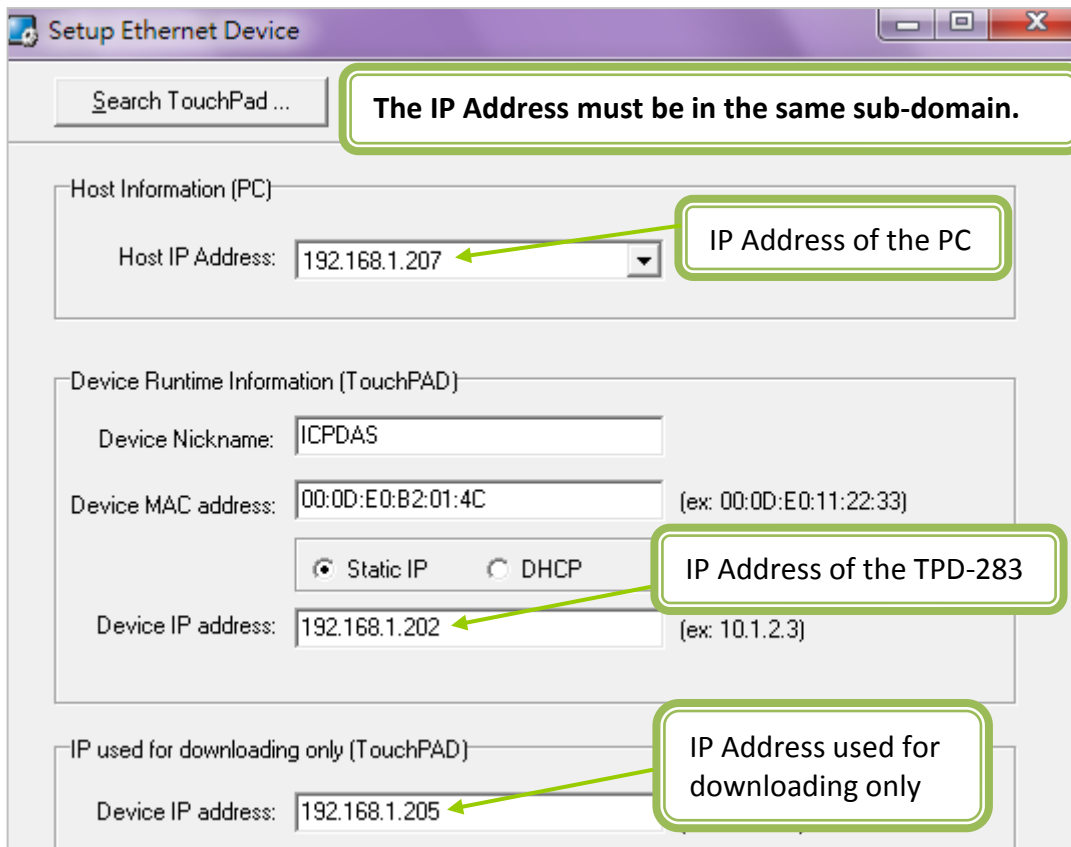 Setup Ethernet Device
Search TouchPad ...
The IP Address must be in the same sub-domain.
Host Information (PC)
Host IP Address:
192.168.1.207
IP Address of the PC
Device Runtime Information (TouchPAD)
Device Nickname:
ICPDAS
Device MAC address:
00:0D:E0:B2:01:4C
(ex: 00:0D:E0:11:22:33)
Static IP
DHCP
IP Address of the TPD-283
Device IP address:
192.168.1.202
(ex: 10.1.2.3)
IP used for downloading only (TouchPAD)
IP Address used for
downloading only
Device IP address:
192.168.1.205